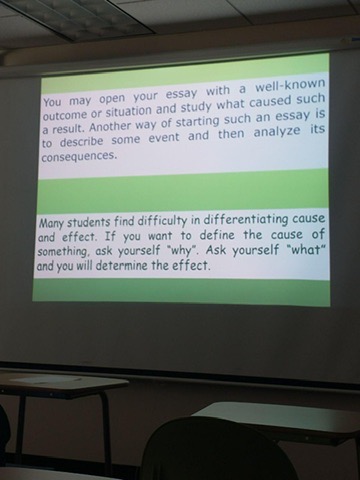 You may open your essay with a well-known
outcome or situation and study what caused such
a result. Another way of starting such an essay is
to describe some event and then analyze its
consequences.
Many students find difficulty in differentiating cause
and effect. If you want to define the cause of
something, ask yourself “why”. Ask yourself “what”
and you will determine the effect.